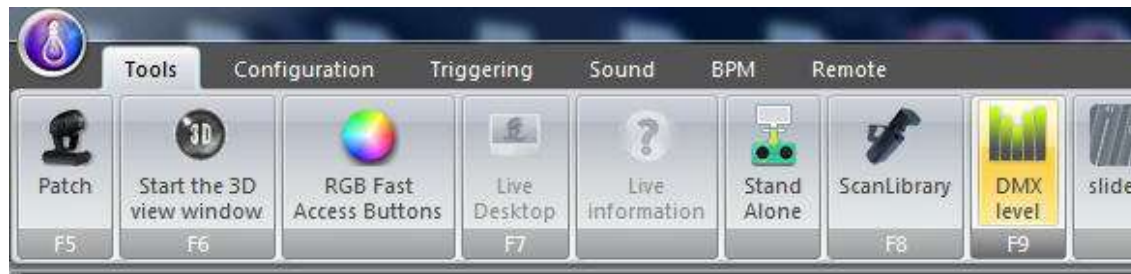 Tools Configuration Triggering Sound BPM Remote
3D
Patch Start the 3D RGB Fast Live Live Stand ScanLibrary DMX slide
view window Access Buttons Desktop information Alone level
F5 F6 F7 F8 F9